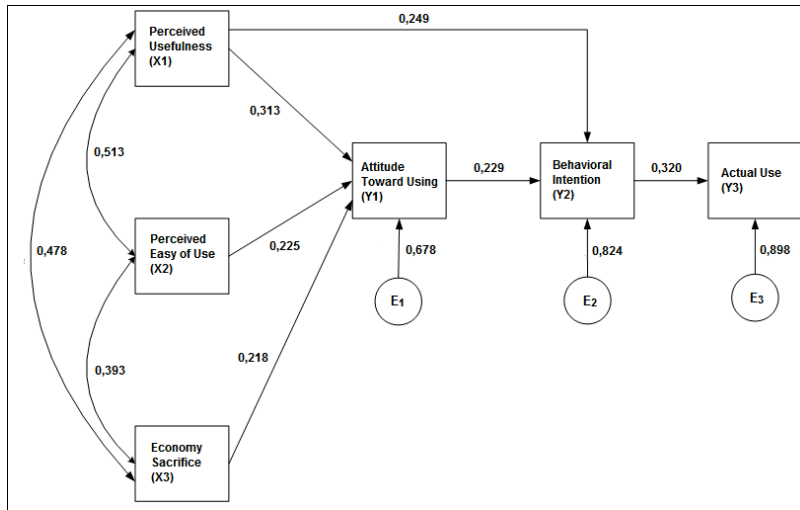 Perceived
Usefulness
(X1)
0,249
0,313
0,513
Attitude
Toward Using
(Y1)
0,229
Behavioral
Intention
(Y2)
0,320
Actual Use
(Y3)
Perceived
Easy of Use
(X2)
0,225
0,478
0,678
0,824
0,898
E1
E2
E3
0,393
0,218
Economy
Sacrifice
(X3)